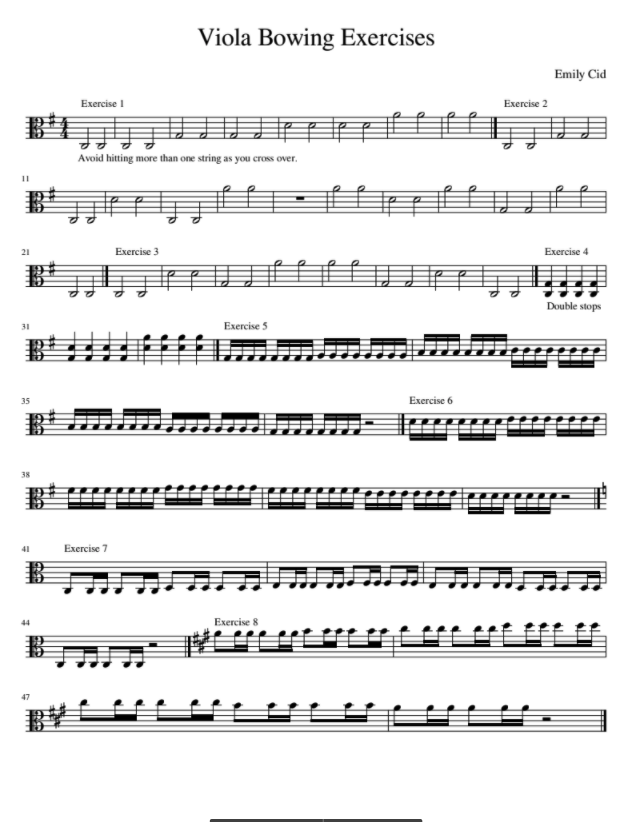 Viola Bowing Exercises
Emily Cid
Exercise 1
Exercise 2
Avoid hitting more than one string as you cross over.
11
21
Exercise 3
Exercise 4
Double stops
31
Exercise 5
35
Exercise 6
38
41
Exercise 7
44
Exercise 8
47